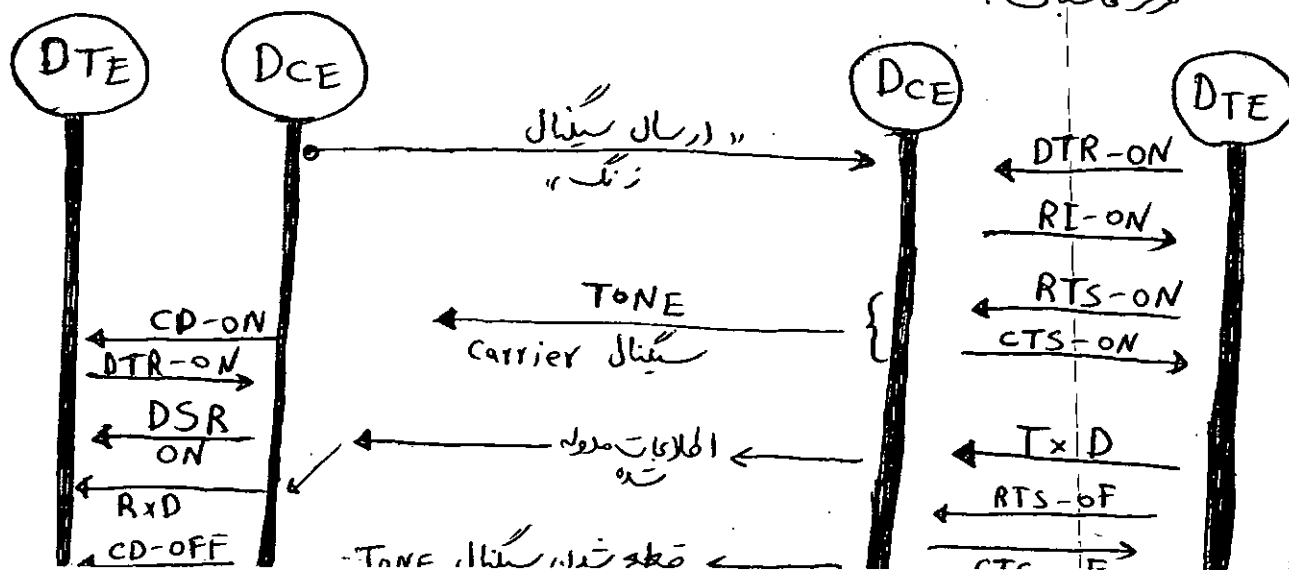 DTE DCE DCE DTE
"ارسال سیگنال
زنگ"
DTR-ON
RI-ON
TONE
RTS-ON
CD-ON
سیگنال Carrier
CTS-ON
DTR-ON
DSR
ON
اطلاعات مدوله
شده
TxD
RxD
RTS-OF
CD-OFF
قطع شدن سیگنال TONE